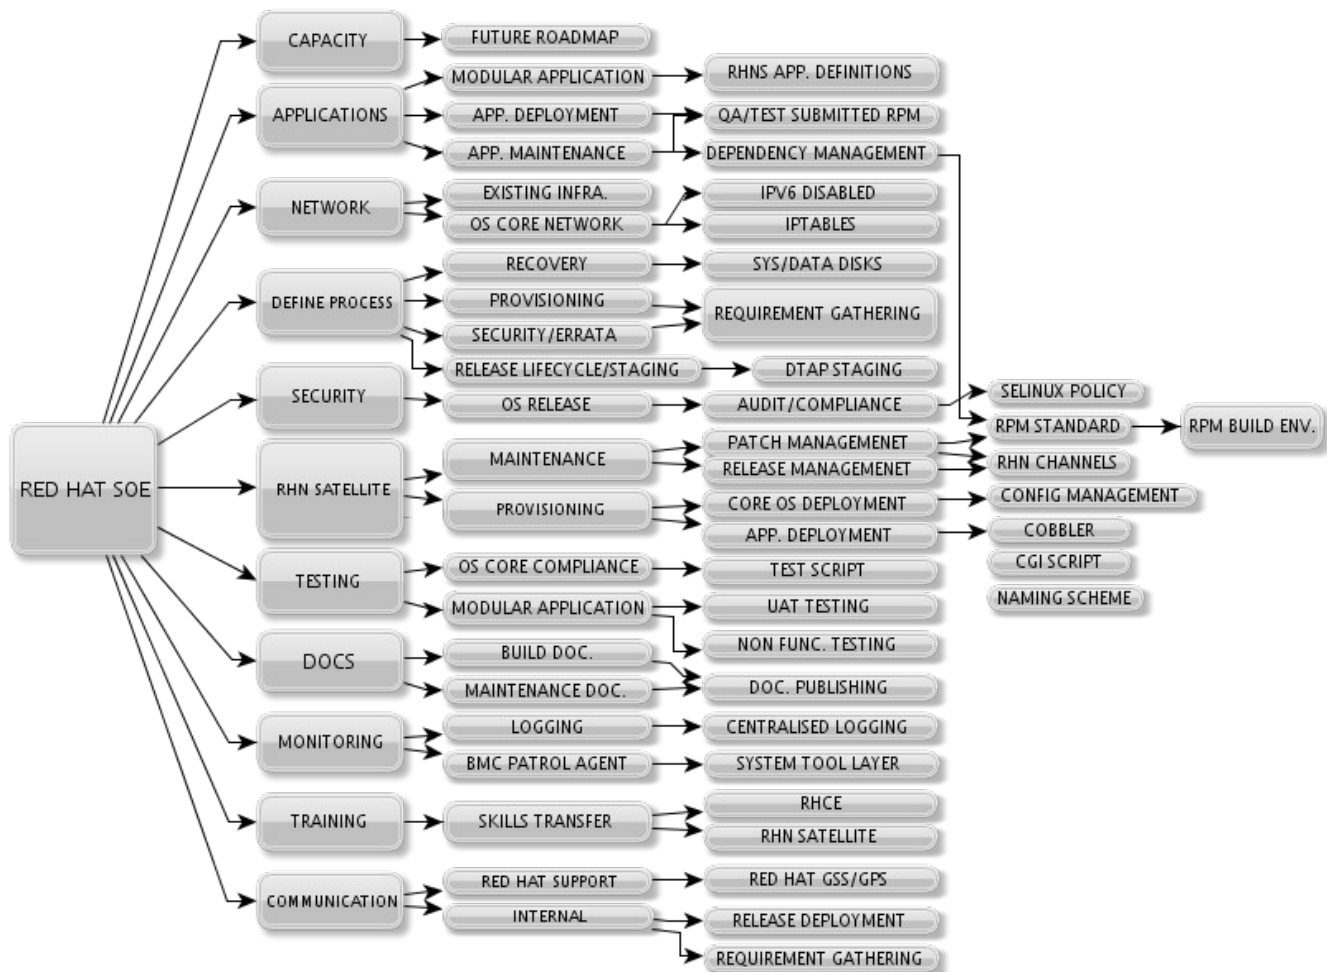 CAPACITY
FUTURE ROADMAP
MODULAR APPLICATION
RHNS APP. DEFINITIONS
APPLICATIONS
APP. DEPLOYMENT
QA/TEST SUBMITTED RPM
APP. MAINTENANCE
DEPENDENCY MANAGEMENT
NETWORK
EXISTING INFRA.
IPV6 DISABLED
OS CORE NETWORK
IPTABLES
RECOVERY
SYS/DATA DISKS
DEFINE PROCESS
PROVISIONING
REQUIREMENT GATHERING
SECURITY/ERRATA
RELEASE LIFECYCLE/STAGING
DTAP STAGING
SECURITY
OS RELEASE
AUDIT/COMPLIANCE
SELINUX POLICY
RPM STANDARD
RPM BUILD ENV.
RED HAT SOE
RHN SATELLITE
MAINTENANCE
PATCH MANAGEMENET
RELEASE MANAGEMENET
RHN CHANNELS
PROVISIONING
CORE OS DEPLOYMENT
CONFIG MANAGEMENT
APP. DEPLOYMENT
COBBLER
CGI SCRIPT
NAMING SCHEME
TESTING
OS CORE COMPLIANCE
TEST SCRIPT
MODULAR APPLICATION
UAT TESTING
NON FUNC. TESTING
DOCS
BUILD DOC.
MAINTENANCE DOC.
DOC. PUBLISHING
MONITORING
LOGGING
CENTRALISED LOGGING
BMC PATROL AGENT
SYSTEM TOOL LAYER
TRAINING
SKILLS TRANSFER
RHCE
RHN SATELLITE
COMMUNICATION
RED HAT SUPPORT
RED HAT GSS/GPS
INTERNAL
RELEASE DEPLOYMENT
REQUIREMENT GATHERING